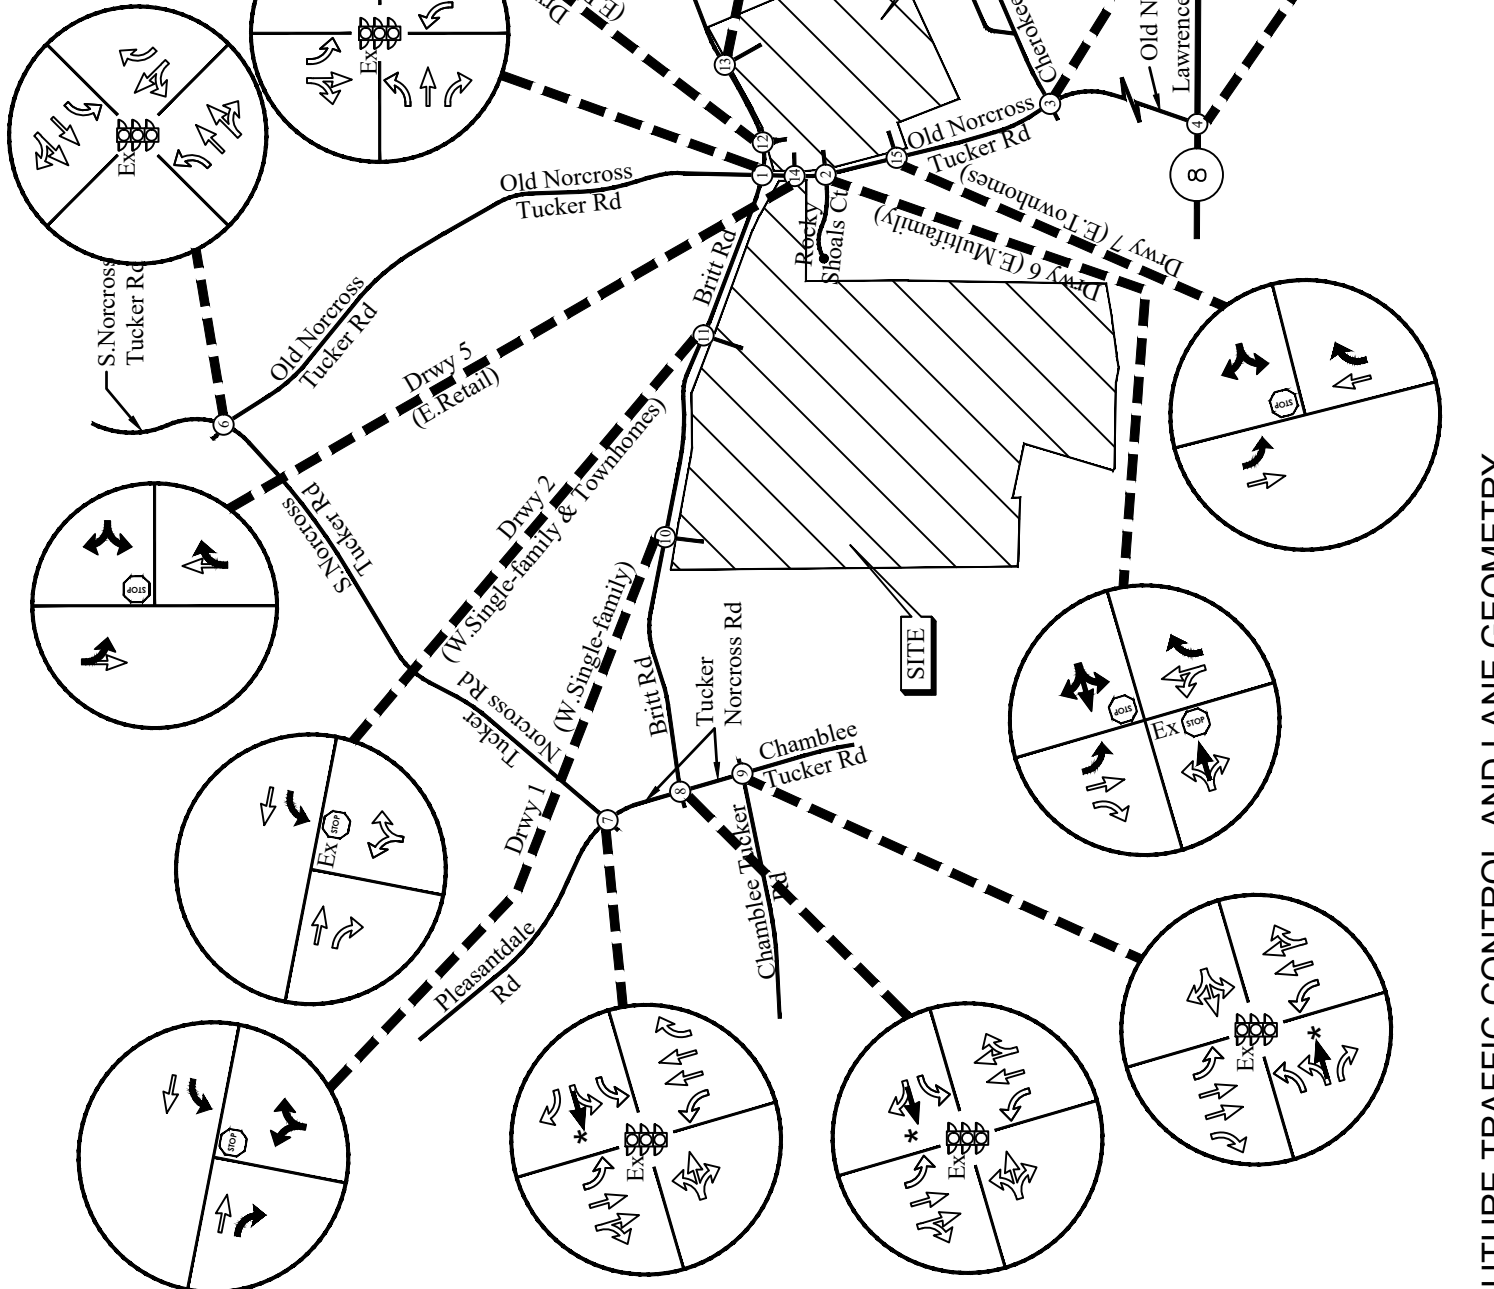 Ex
Ex
S.Norcross
Tucker Rd
Old Norcross
Tucker Rd
Old Norcross
Tucker Rd
13
12
1
14
2
15
3
4
8
Cherokee
Old N
Lawrence
Old Norcross
Tucker Rd
Rocky
Shoals Ct
Britt Rd
Drwy 7 (E.Townhomes)
Drwy 6 (E.Multifamily)
Drwy 5
(E.Retail)
6
S.Norcross
Tucker Rd
11
Drwy 2
(W.Single-family & Townhomes)
10
Drwy 1
(W.Single-family)
SITE
Britt Rd
Tucker
Norcross Rd
Tucker
Norcross Rd
7
8
9
Chamblee
Tucker Rd
Chamblee Tucker
Rd
Pleasantdale
Rd
STOP
STOP
STOP
Ex
STOP
Ex
STOP
STOP
Ex
*
Ex
*
Ex
*
UTURE TRAFFIC CONTROL AND LANE GEOMETRY